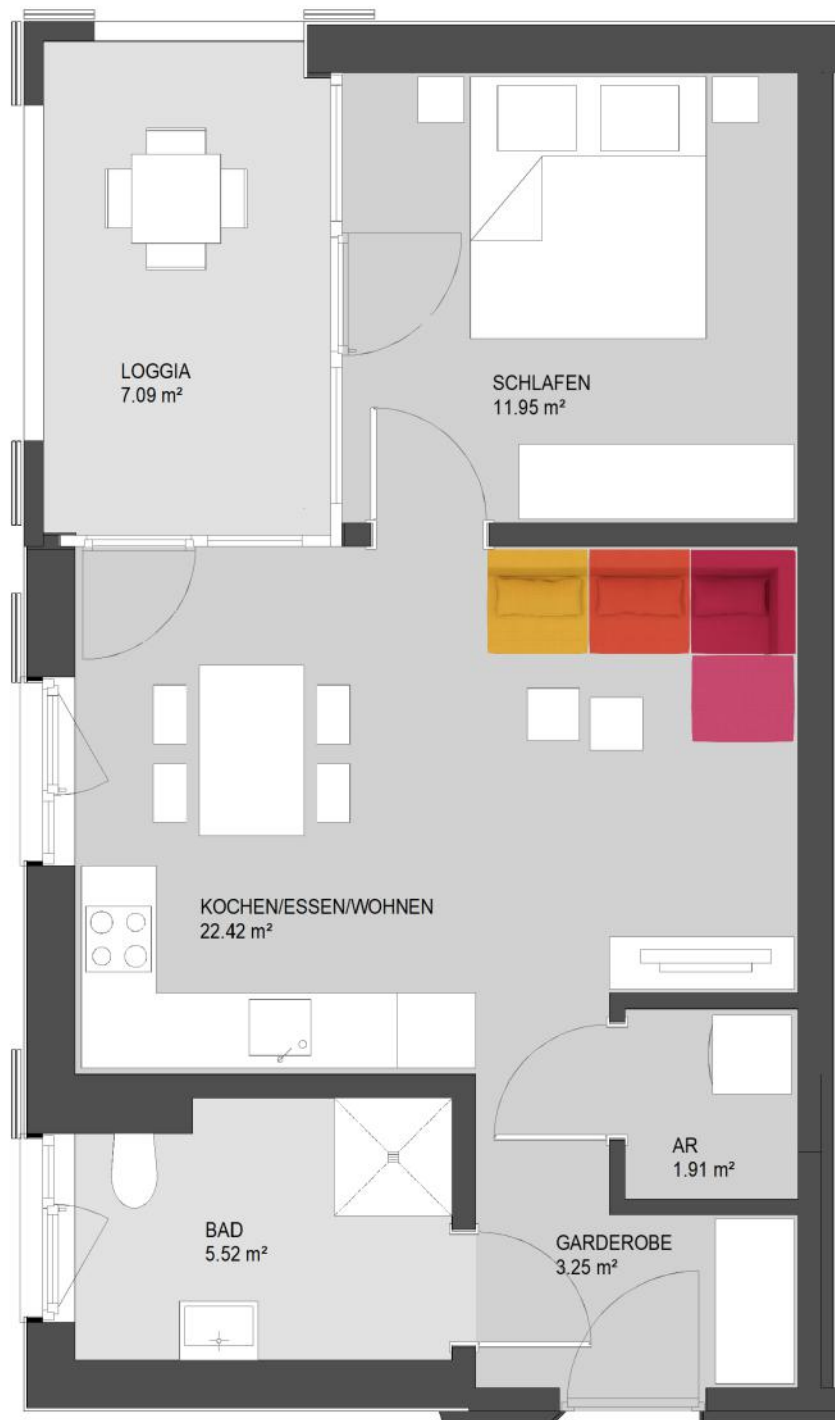 LOGGIA
7.09 m²
SCHLAFEN
11.95 m²
KOCHEN/ESSEN/WOHNEN
22.42 m²
AR
1.91 m²
BAD
5.52 m²
GARDEROBE
3.25 m²